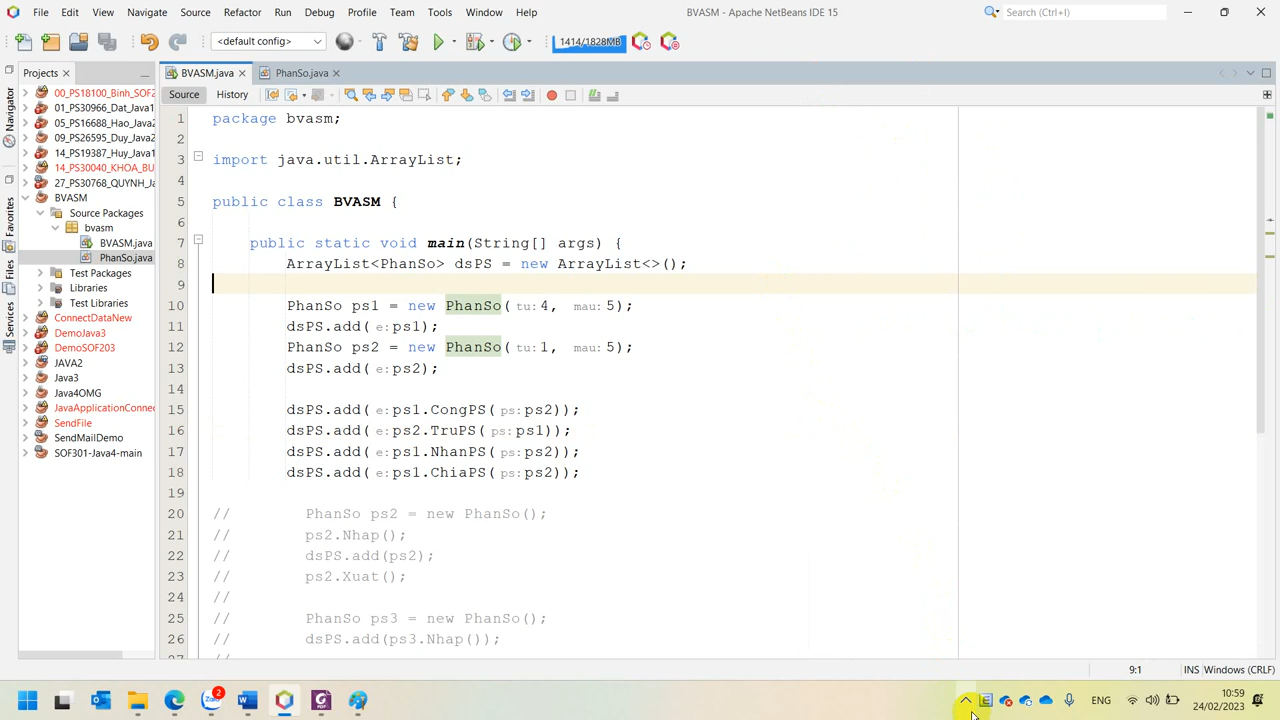 File Edit View Navigate Source Refactor Run Debug Profile Team Tools Window Help BVASM - Apache NetBeans IDE 15 Search (Ctrl+I)
<default config> 1414/1828MB
Projects BVASM.java PhanSo.java
Source History
Navigator
Favorites
Files
Services
00_PS18100_Binh_SOF2
01_PS30966_Dat_Java1
05_PS16688_Hao_Java2
09_PS26595_Duy_Java2
14_PS19387_Huy_Java1
14_PS30040_KHOA_BU
27_PS30768_QUYNH_Ja
BVASM
Source Packages
bvasm
BVASM.java
PhanSo.java
Test Packages
Libraries
Test Libraries
ConnectDataNew
DemoJava3
DemoSOF203
JAVA2
Java3
Java4OMG
JavaApplicationConnec
SendFile
SendMailDemo
SOF301-Java4-main
1 package bvasm;
2
3 import java.util.ArrayList;
4
5 public class BVASM {
6
7 public static void main(String[] args) {
8 ArrayList<PhanSo> dsPS = new ArrayList<>();
9
10 PhanSo ps1 = new PhanSo(tu:4, mau:5);
11 dsPS.add(e:ps1);
12 PhanSo ps2 = new PhanSo(tu:1, mau:5);
13 dsPS.add(e:ps2);
14
15 dsPS.add(e:ps1.CongPS(ps:ps2));
16 dsPS.add(e:ps2.TruPS(ps:ps1));
17 dsPS.add(e:ps1.NhanPS(ps:ps2));
18 dsPS.add(e:ps1.ChiaPS(ps:ps2));
19
20 // PhanSo ps2 = new PhanSo();
21 // ps2.Nhap();
22 // dsPS.add(ps2);
23 // ps2.Xuat();
24 //
25 // PhanSo ps3 = new PhanSo();
26 // dsPS.add(ps3.Nhap());
9:1 INS Windows (CRLF)
Zalo 2 PDF ENG 10:59
24/02/2023